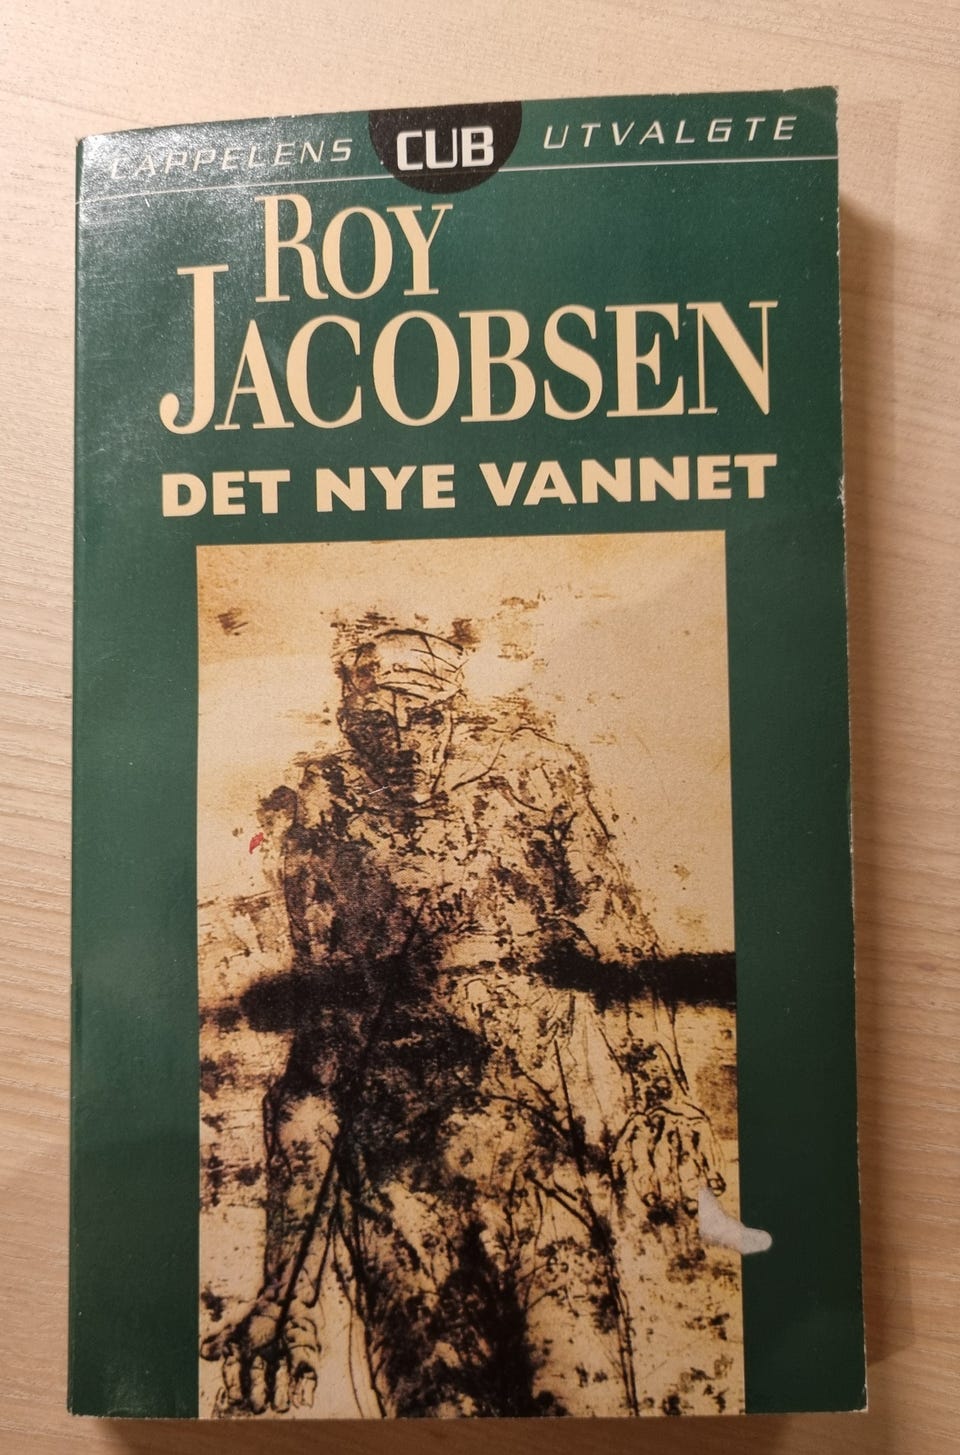 CAPPELENS CUB UTVALGTE
ROY
JACOBSEN
DET NYE VANNET